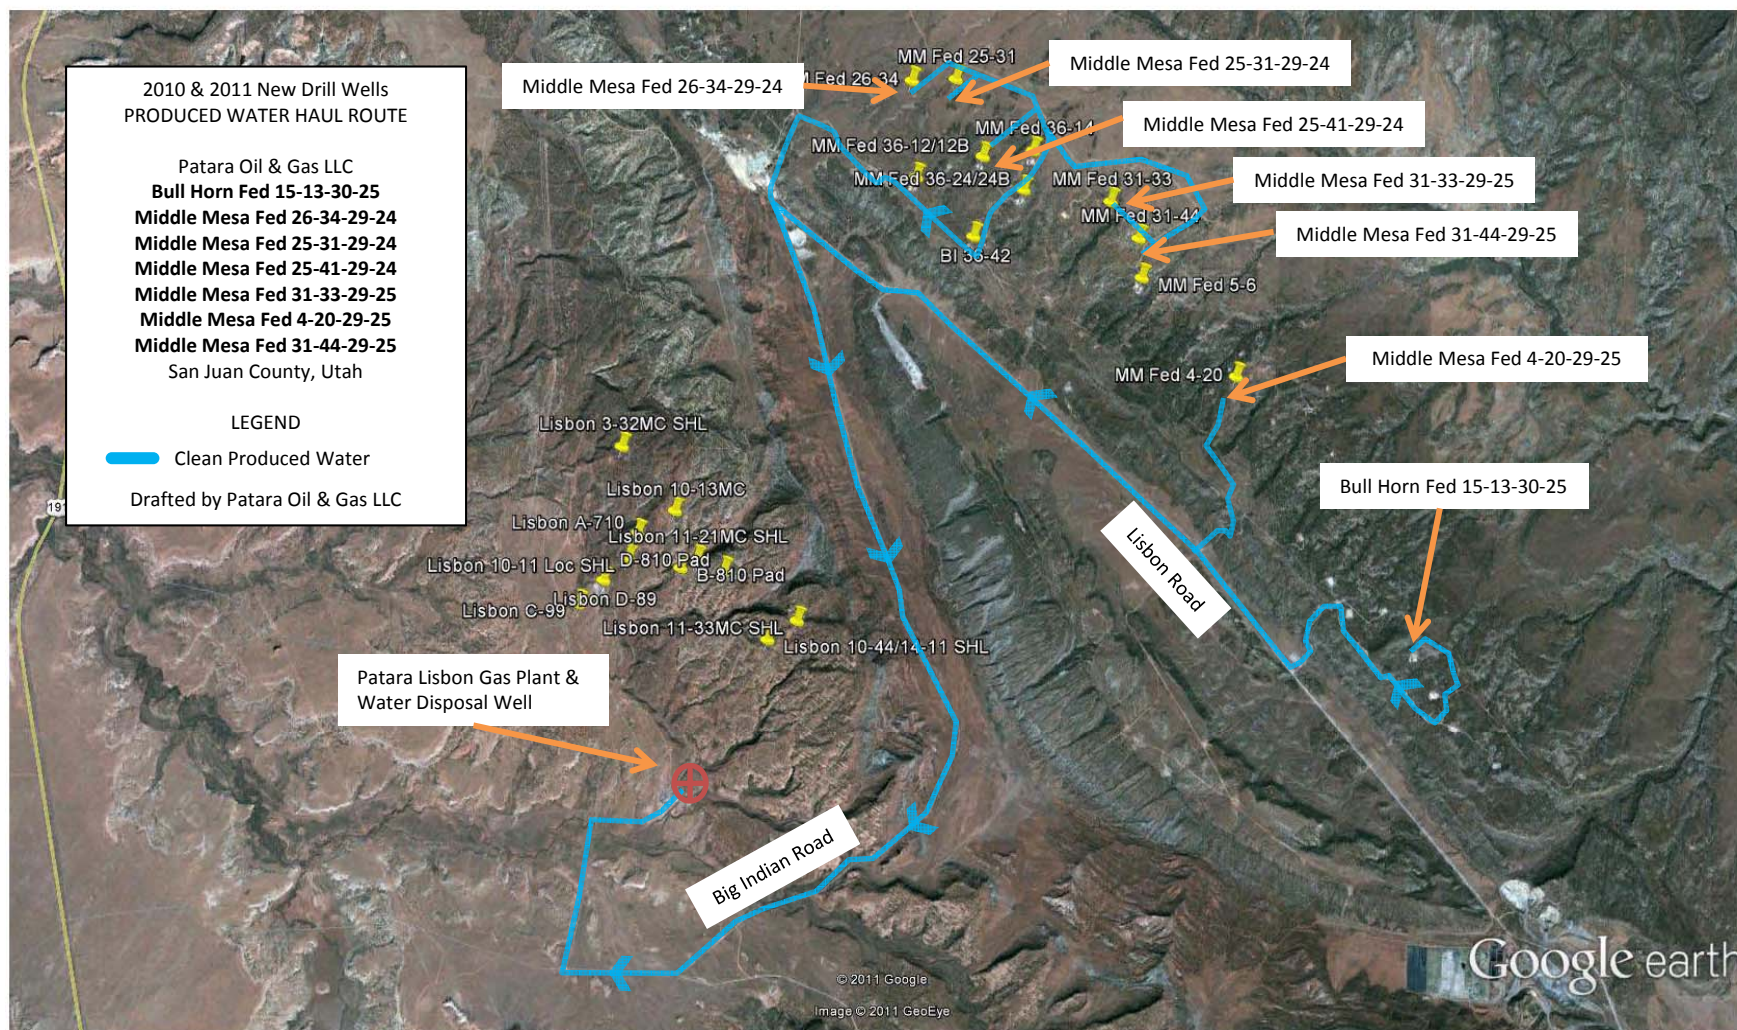 2010 & 2011 New Drill Wells
PRODUCED WATER HAUL ROUTE
Patara Oil & Gas LLC
Bull Horn Fed 15-13-30-25
Middle Mesa Fed 26-34-29-24
Middle Mesa Fed 25-31-29-24
Middle Mesa Fed 25-41-29-24
Middle Mesa Fed 31-33-29-25
Middle Mesa Fed 4-20-29-25
Middle Mesa Fed 31-44-29-25
San Juan County, Utah
LEGEND
Clean Produced Water
Drafted by Patara Oil & Gas LLC
191
MM Fed 25-31
Middle Mesa Fed 25-31-29-24
Fed 26-34
Middle Mesa Fed 26-34-29-24
MM Fed 36-14
Middle Mesa Fed 25-41-29-24
MM Fed 36-12/12B
MM Fed 36-24/24B
MM Fed 31-33
Middle Mesa Fed 31-33-29-25
MM Fed 31-44
Middle Mesa Fed 31-44-29-25
BI 36-42
MM Fed 5-6
Middle Mesa Fed 4-20-29-25
MM Fed 4-20
Lisbon 3-32MC SHL
Bull Horn Fed 15-13-30-25
Lisbon 10-13MC
Lisbon A-710
Lisbon 11-21MC SHL
Lisbon 10-11 Loc SHL
D-810 Pad
B-810 Pad
Lisbon D-89
Lisbon C-99
Lisbon Road
Lisbon 11-33MC SHL
Lisbon 10-44/14-11 SHL
Patara Lisbon Gas Plant &
Water Disposal Well
Big Indian Road
Google earth
© 2011 Google
Image © 2011 GeoEye